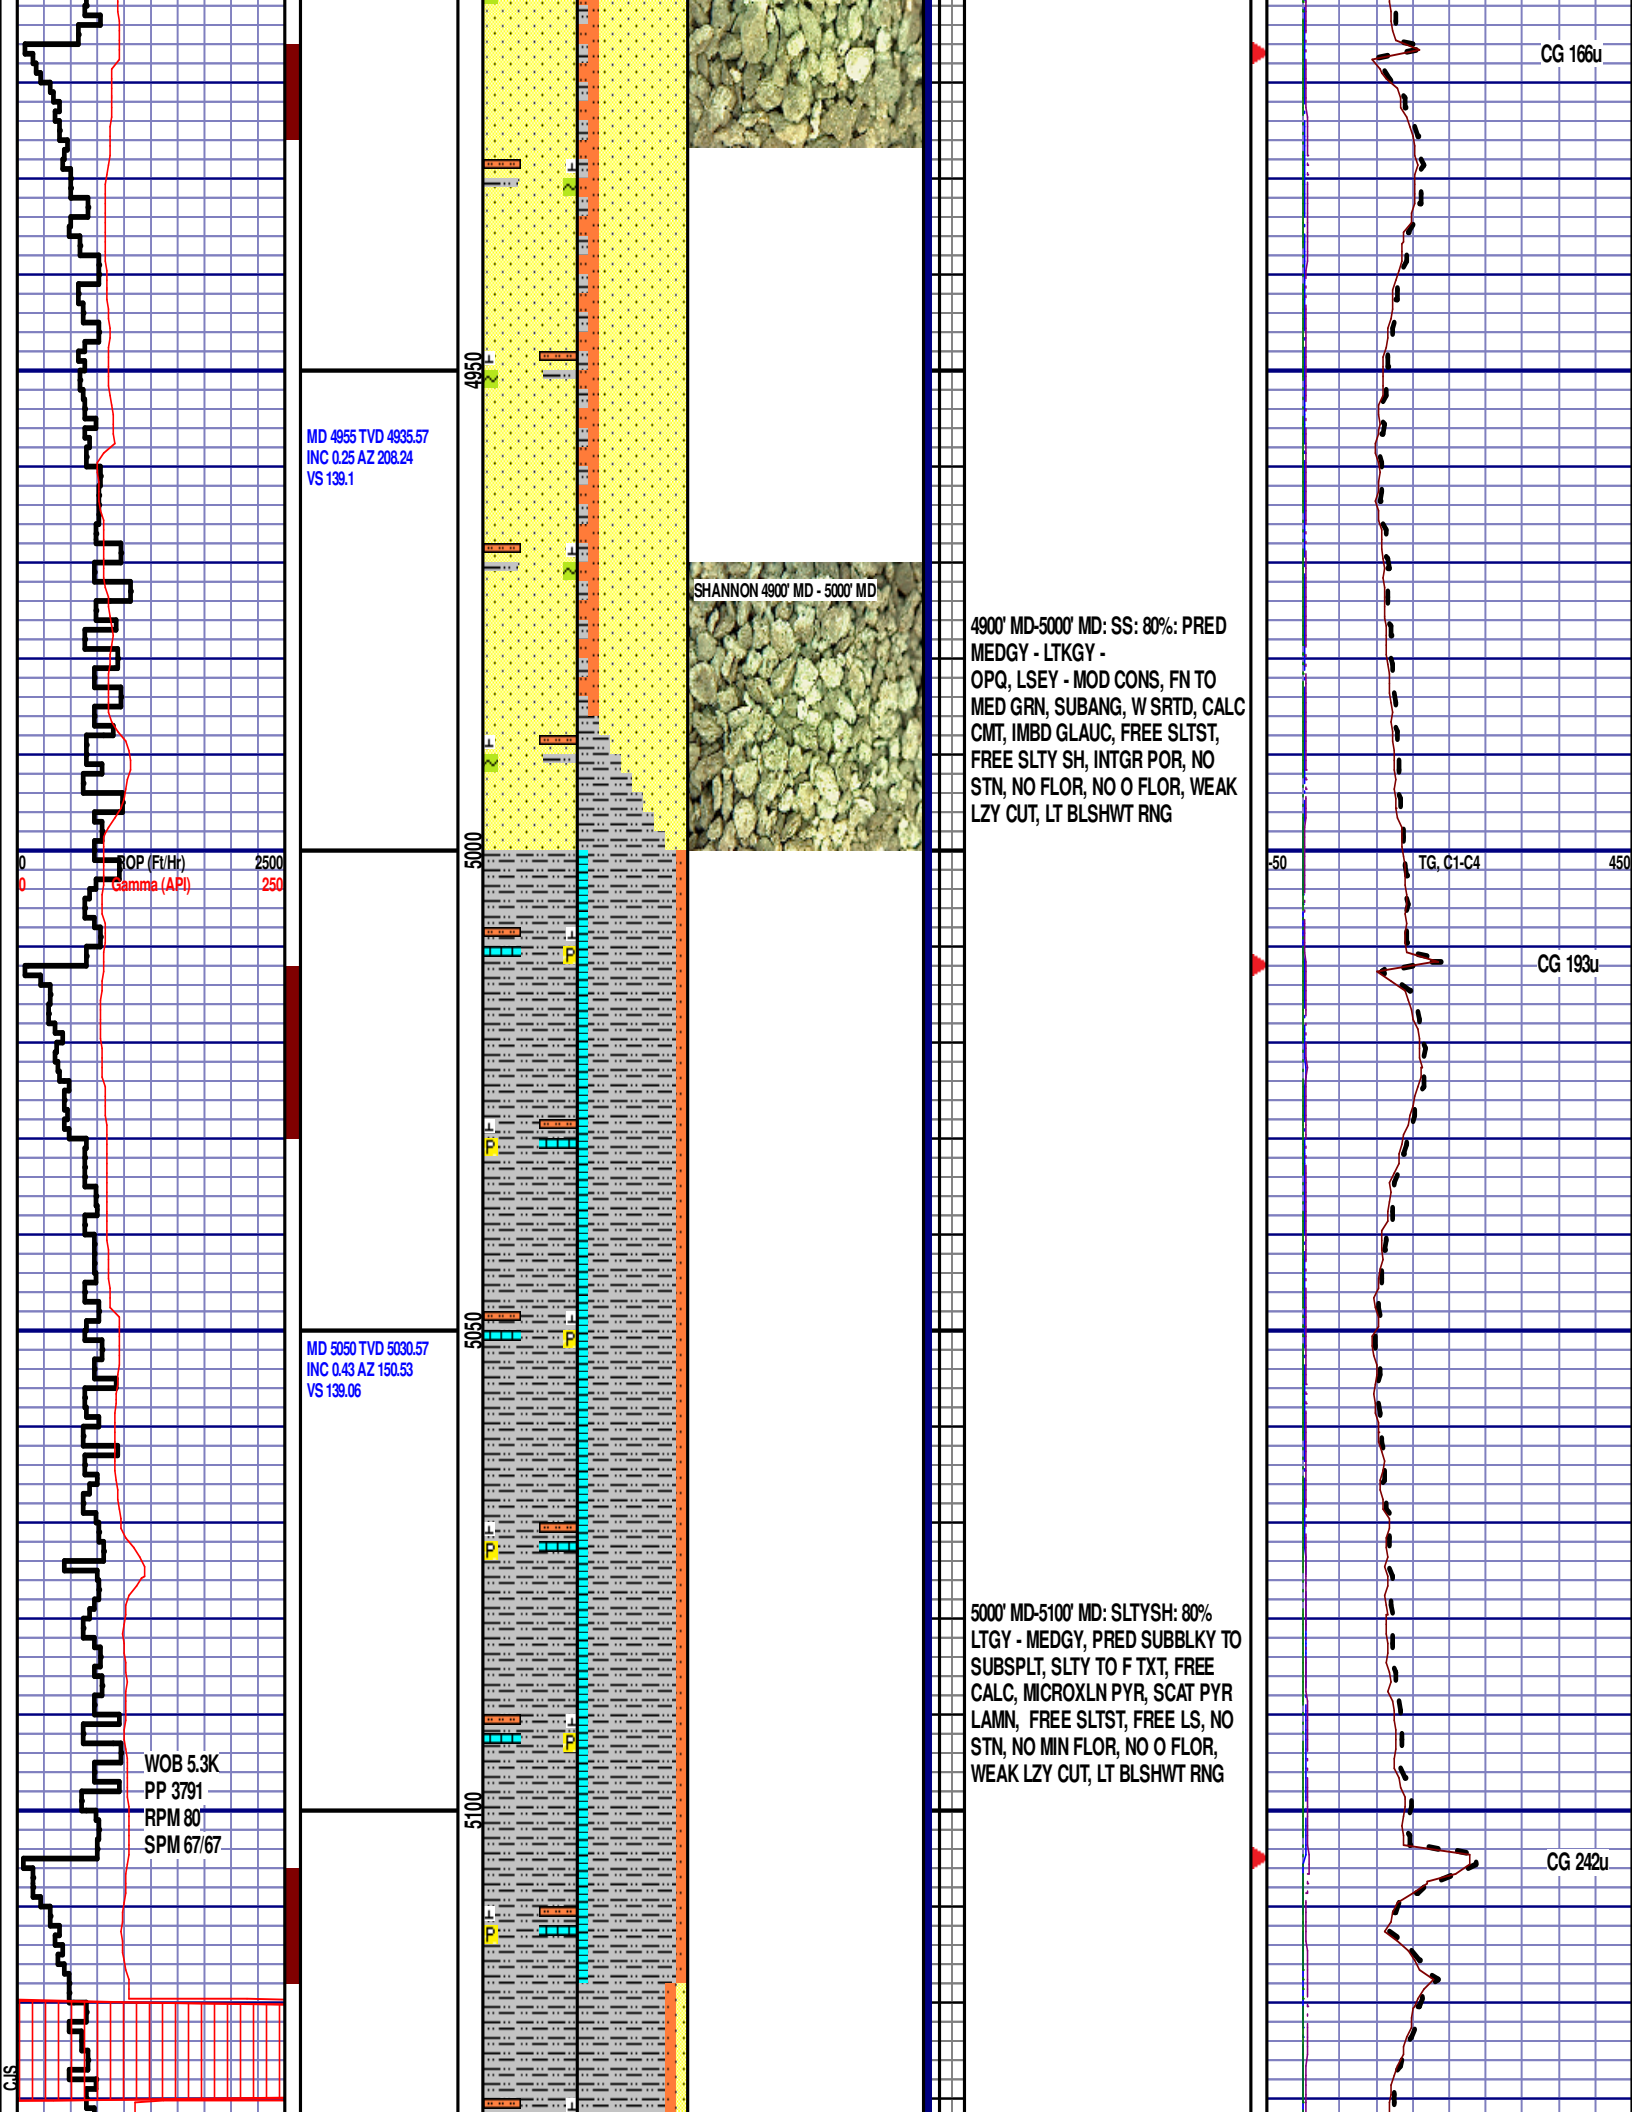 CG 166u
4950
MD 4955 TVD 4935.57
INC 0.25 AZ 208.24
VS 139.1
SHANNON 4900' MD - 5000' MD
4900' MD-5000' MD: SS: 80%: PRED
MEDGY - LTKGY -
OPQ, LSEY - MOD CONS, FN TO
MED GRN, SUBANG, W SRTD, CALC
CMT, IMBD GLAUC, FREE SLTST,
FREE SLTY SH, INTGR POR, NO
STN, NO FLOR, NO O FLOR, WEAK
LZY CUT, LT BLSHWT RNG
5000
0 ROP (Ft/Hr) 2500
0 Gamma (API) 250
-50 TG, C1-C4 450
P
CG 193u
P
5050
P
MD 5050 TVD 5030.57
INC 0.43 AZ 150.53
VS 139.06
P
5000' MD-5100' MD: SLTYSH: 80%
LTGY - MEDGY, PRED SUBBLKY TO
SUBSPLT, SLTY TO F TXT, FREE
CALC, MICROXLN PYR, SCAT PYR
LAMN, FREE SLTST, FREE LS, NO
STN, NO MIN FLOR, NO O FLOR,
WEAK LZY CUT, LT BLSHWT RNG
P
WOB 5.3K
PP 3791
RPM 80
SPM 67/67
5100
CG 242u
P
CJS